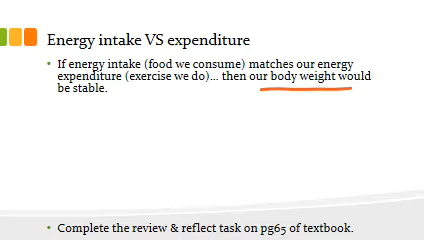 Energy intake VS expenditure
• If energy intake (food we consume) matches our energy
expenditure (exercise we do)... then our body weight would
be stable.
• Complete the review & reflect task on pg65 of textbook.